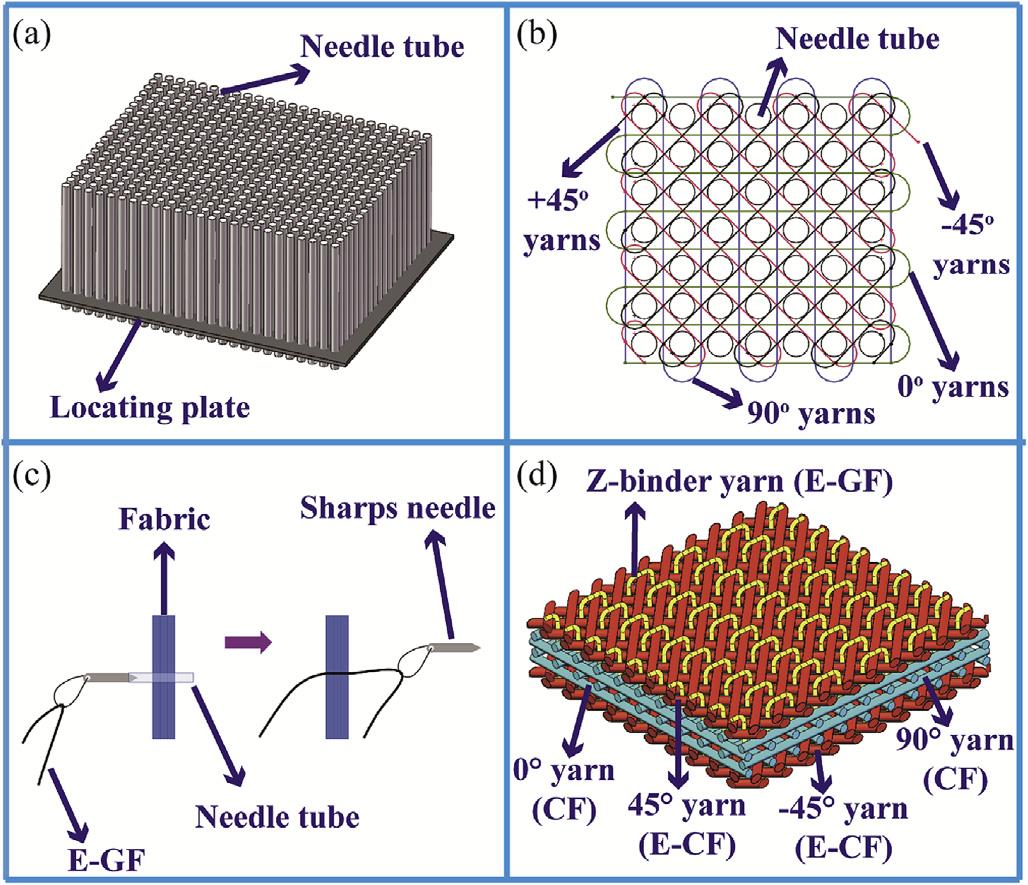 (a)
Needle tube
Locating plate
(b)
Needle tube
+45° yarns
-45° yarns
0° yarns
90° yarns
(c)
Fabric
Sharps needle
Needle tube
E-GF
(d)
Z-binder yarn (E-GF)
0° yarn
(CF)
45° yarn
(E-CF)
-45° yarn
(E-CF)
90° yarn
(CF)